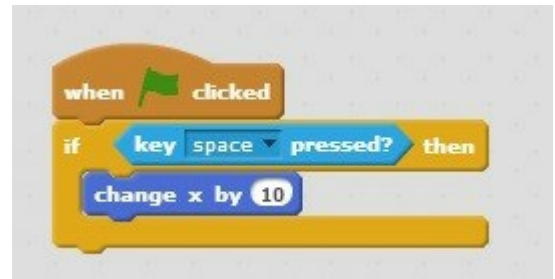 when clicked
if key space pressed? then
change x by 10